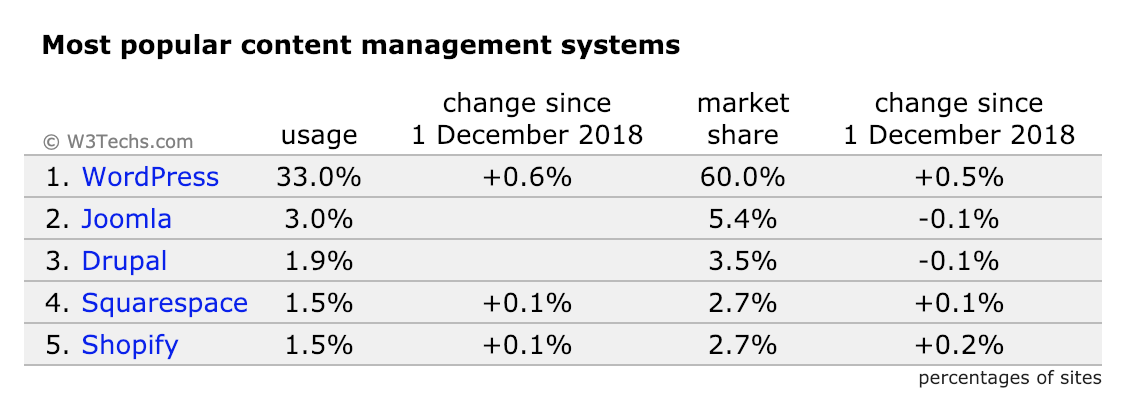 Most popular content management systems
change since market change since
© W3Techs.com usage 1 December 2018 share 1 December 2018
1. WordPress 33.0% +0.6% 60.0% +0.5%
2. Joomla 3.0% 5.4% -0.1%
3. Drupal 1.9% 3.5% -0.1%
4. Squarespace 1.5% +0.1% 2.7% +0.1%
5. Shopify 1.5% +0.1% 2.7% +0.2%
percentages of sites